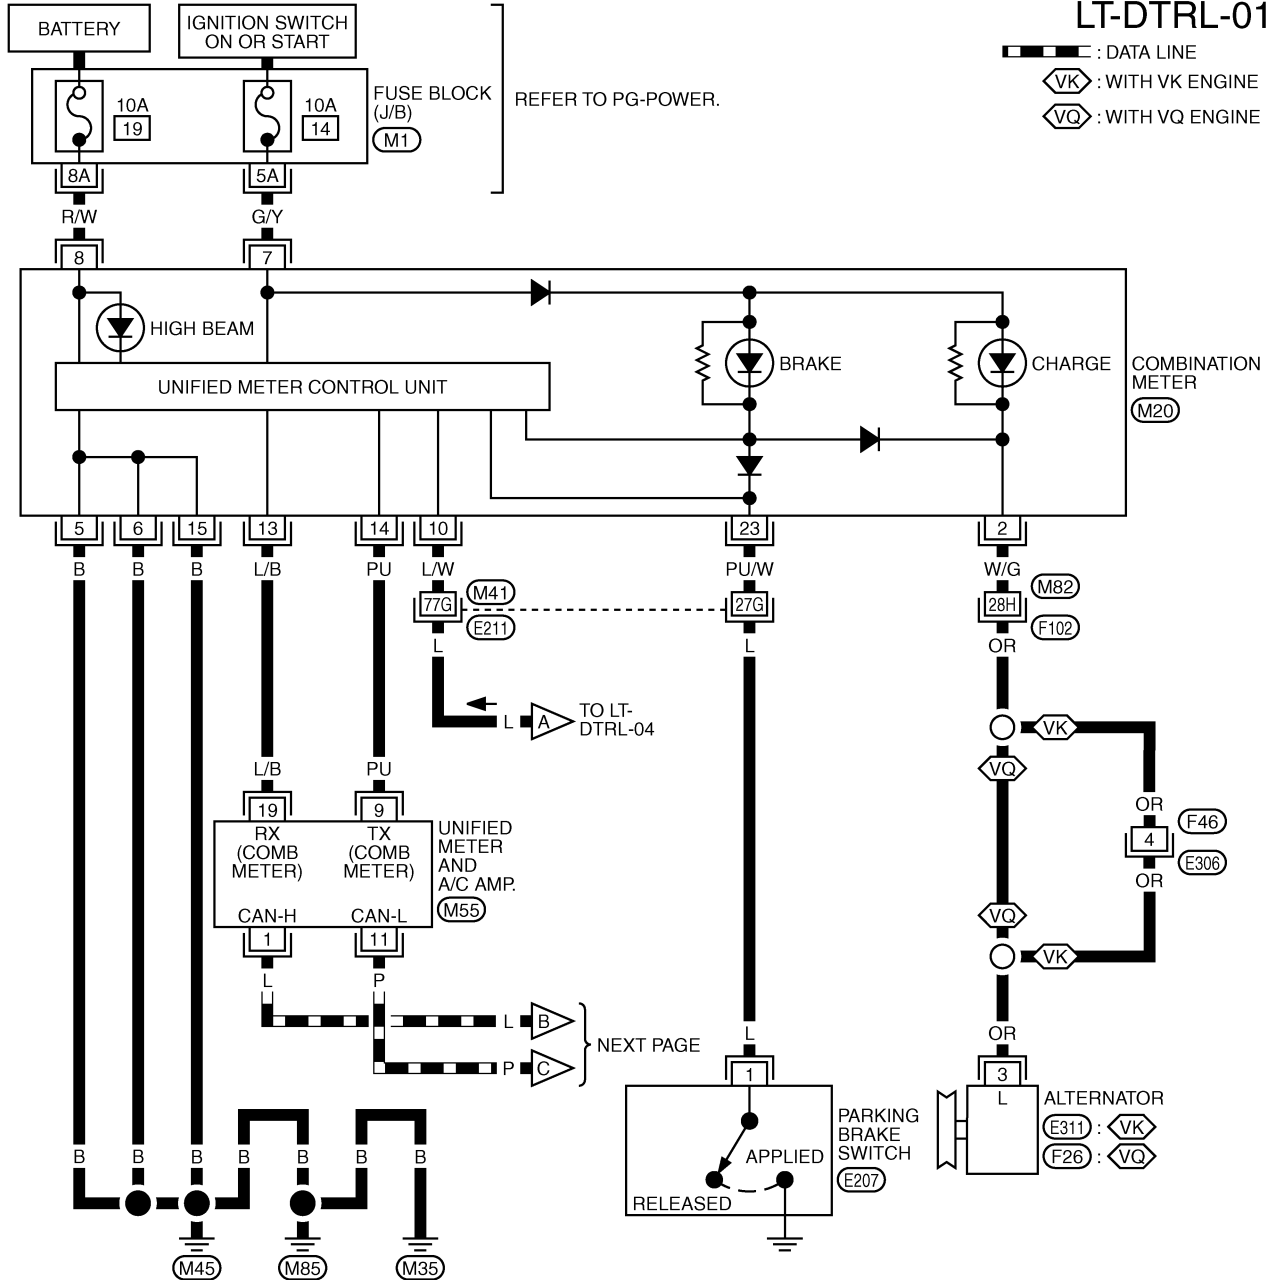 LT-DTRL-01
BATTERY
IGNITION SWITCH
ON OR START
: DATA LINE
VK : WITH VK ENGINE
VQ : WITH VQ ENGINE
10A
19
10A
14
FUSE BLOCK
(J/B)
M1
REFER TO PG-POWER.
8A
5A
R/W
G/Y
8
7
HIGH BEAM
BRAKE
CHARGE
UNIFIED METER CONTROL UNIT
COMBINATION
METER
M20
5
6
15
13
14
10
23
2
B
B
B
L/B
PU
L/W
PU/W
W/G
77G
M41
E211
27G
28H
M82
F102
L
L
OR
L
A
TO LT-
DTRL-04
VK
VQ
L/B
PU
OR
19
9
4
F46
E306
OR
RX
(COMB
METER)
TX
(COMB
METER)
UNIFIED
METER
AND
A/C AMP.
M55
CAN-H
CAN-L
VQ
VK
1
11
L
P
L
B
P
C
NEXT PAGE
L
OR
1
3
L
ALTERNATOR
E311 : VK
F26 : VQ
PARKING
BRAKE
SWITCH
E207
APPLIED
RELEASED
B
B
B
B
B
B
B
M45
M85
M35